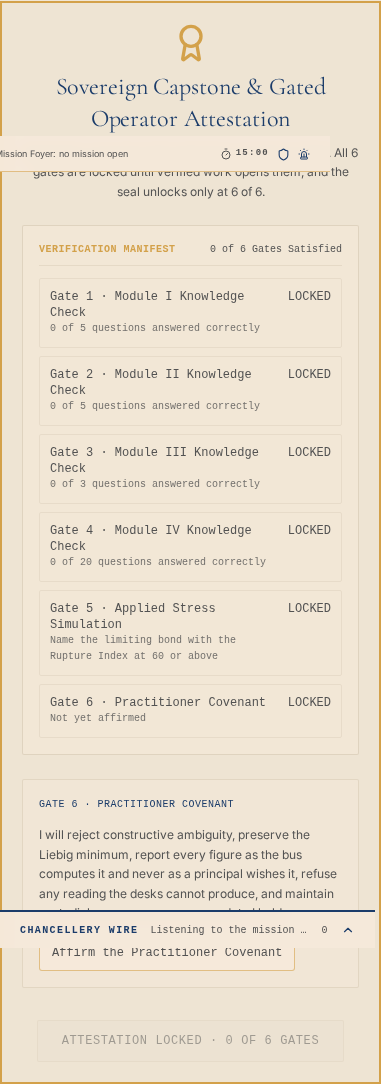 Sovereign Capstone & Gated
Operator Attestation
Mission Foyer: no mission open
15:00
. All 6
gates are locked until verified work opens them, and the
seal unlocks only at 6 of 6.
VERIFICATION MANIFEST
0 of 6 Gates Satisfied
Gate 1 · Module I Knowledge
Check
LOCKED
0 of 5 questions answered correctly
Gate 2 · Module II Knowledge
Check
LOCKED
0 of 5 questions answered correctly
Gate 3 · Module III Knowledge
Check
LOCKED
0 of 3 questions answered correctly
Gate 4 · Module IV Knowledge
Check
LOCKED
0 of 20 questions answered correctly
Gate 5 · Applied Stress
Simulation
LOCKED
Name the limiting bond with the
Rupture Index at 60 or above
Gate 6 · Practitioner Covenant
LOCKED
Not yet affirmed
GATE 6 · PRACTITIONER COVENANT
I will reject constructive ambiguity, preserve the
Liebig minimum, report every figure as the bus
computes it and never as a principal wishes it, refuse
any reading the desks cannot produce, and maintain
CHANCELLERY WIRE
Listening to the mission …
0
Affirm the Practitioner Covenant
ATTESTATION LOCKED · 0 OF 6 GATES